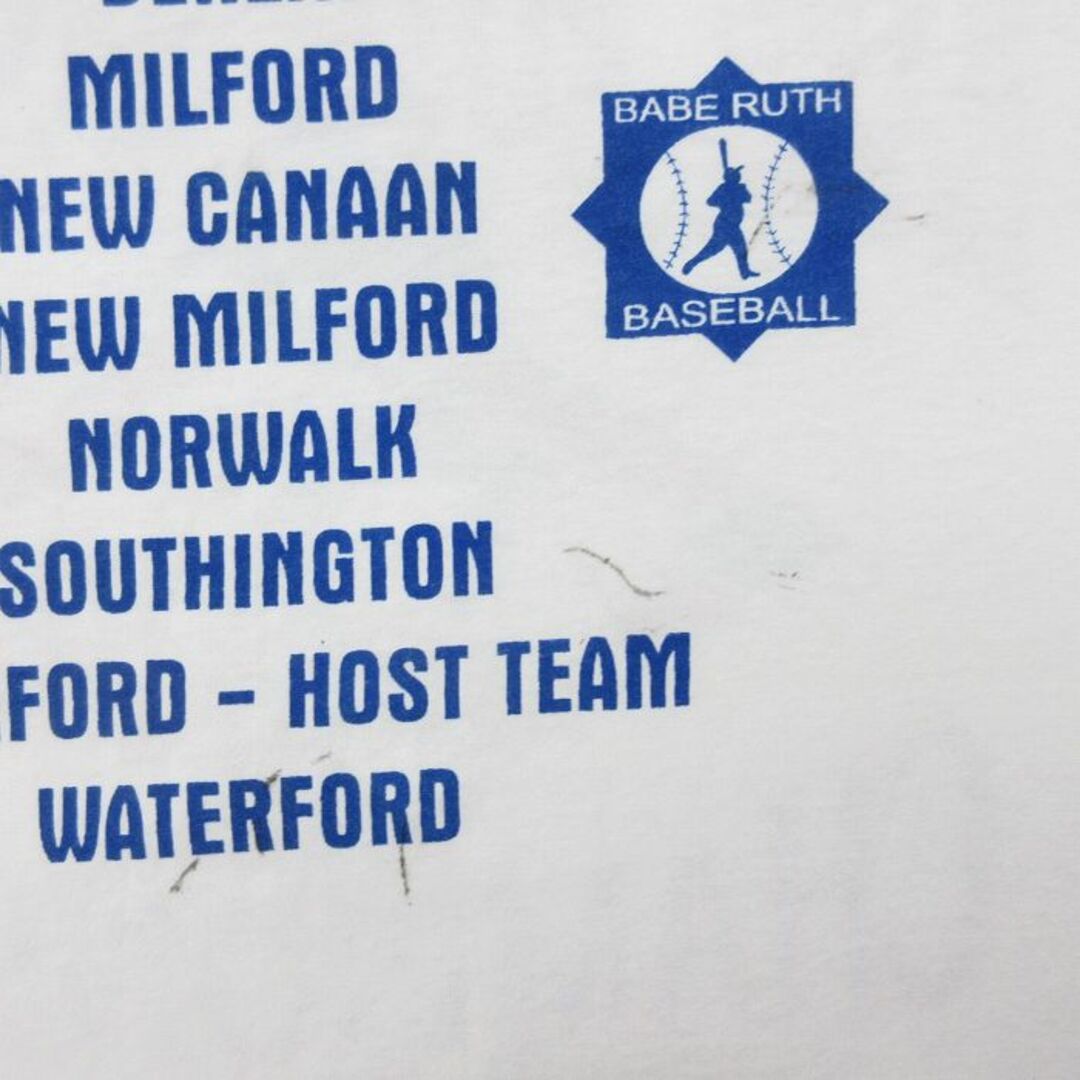 MILFORD
NEW CANAAN
NEW MILFORD
NORWALK
SOUTHINGTON
FORD - HOST TEAM
WATERFORD
BABE RUTH
BASEBALL